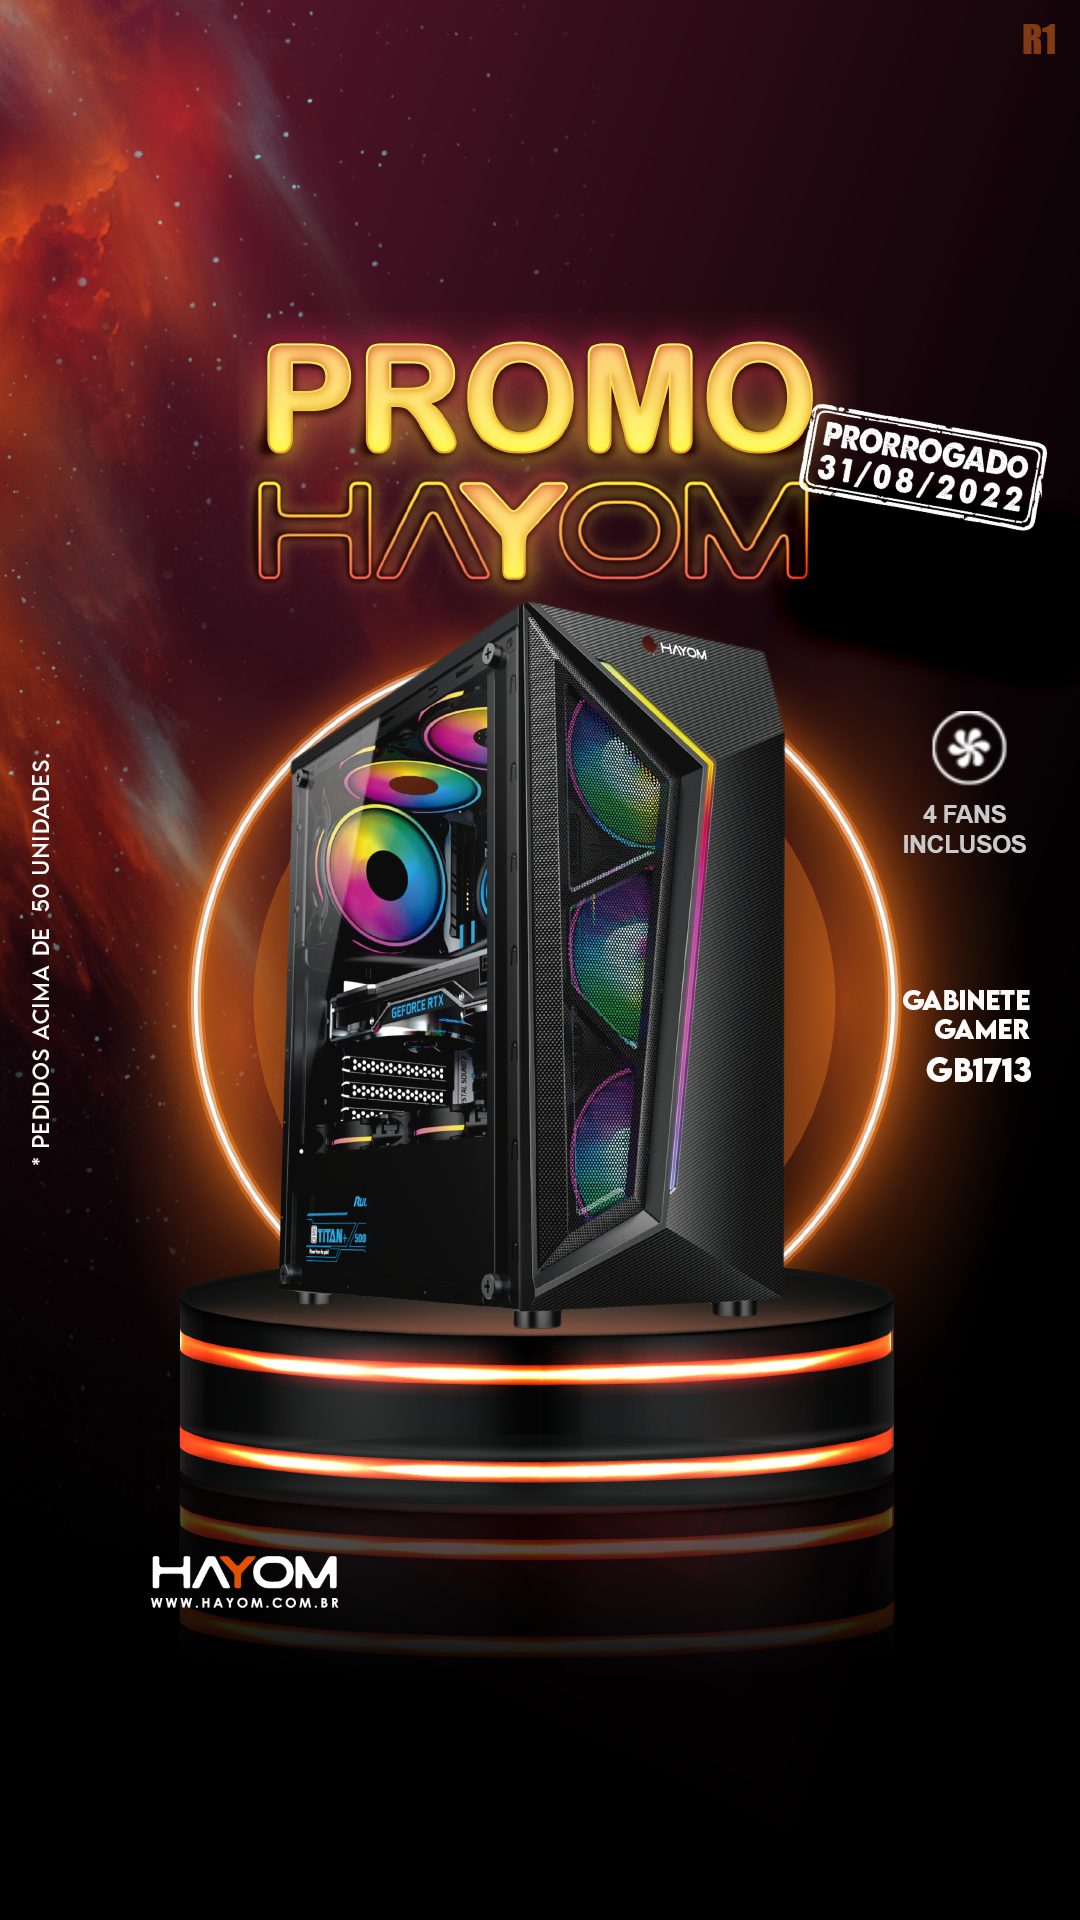 R1
PROMO
HAYOM
PRORROGADO
31/08/2022
HAYOM
4 FANS
INCLUSOS
GABINETE
GAMER
GB1713
* PEDIDOS ACIMA DE 50 UNIDADES.
GEFORCE RTX
TITAN+ 500
HAYOM
WWW.HAYOM.COM.BR